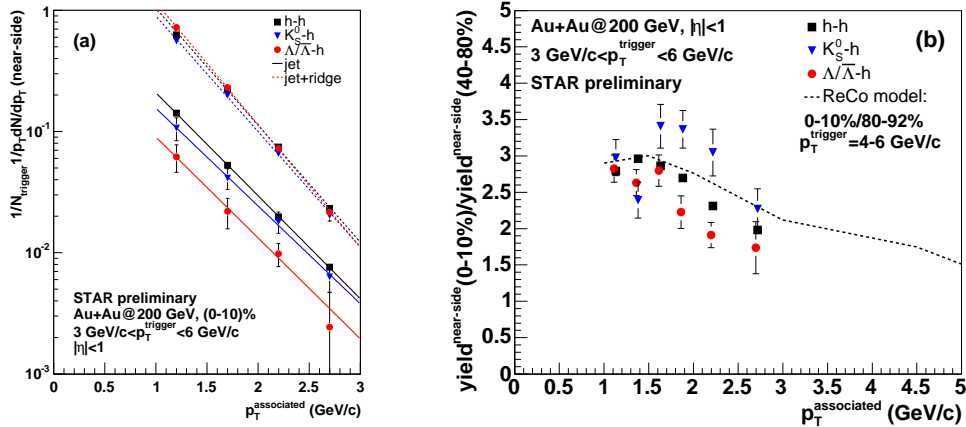 (a)
h-h
K⁰_S-h
Λ/Λ̅-h
jet
jet+ridge
1/N_trigger 1/p_T dN/dp_T (near-side)
1
10⁻¹
10⁻²
10⁻³
STAR preliminary
Au+Au@200 GeV, (0-10)%
3 GeV/c<p_T^trigger<6 GeV/c
|η|<1
0 0.5 1 1.5 2 2.5 3
p_T^associated (GeV/c)
(b)
Au+Au@200 GeV, |η|<1
3 GeV/c<p_T^trigger<6 GeV/c
STAR preliminary
h-h
K⁰_S-h
Λ/Λ̅-h
ReCo model:
0-10%/80-92%
p_T^trigger=4-6 GeV/c
yield^near-side(0-10%)/yield^near-side(40-80%)
5
4.5
4
3.5
3
2.5
2
1.5
1
0.5
0
0 0.5 1 1.5 2 2.5 3 3.5 4 4.5 5
p_T^associated (GeV/c)